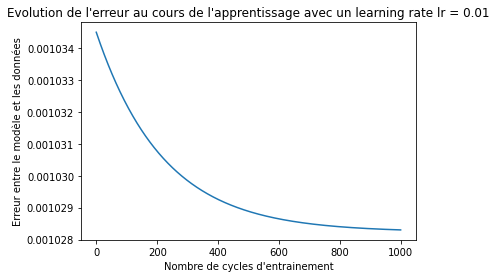 Evolution de l'erreur au cours de l'apprentissage avec un learning rate lr = 0.01
Erreur entre le modèle et les données
0.001034
0.001033
0.001032
0.001031
0.001030
0.001029
0.001028
0 200 400 600 800 1000
Nombre de cycles d'entrainement